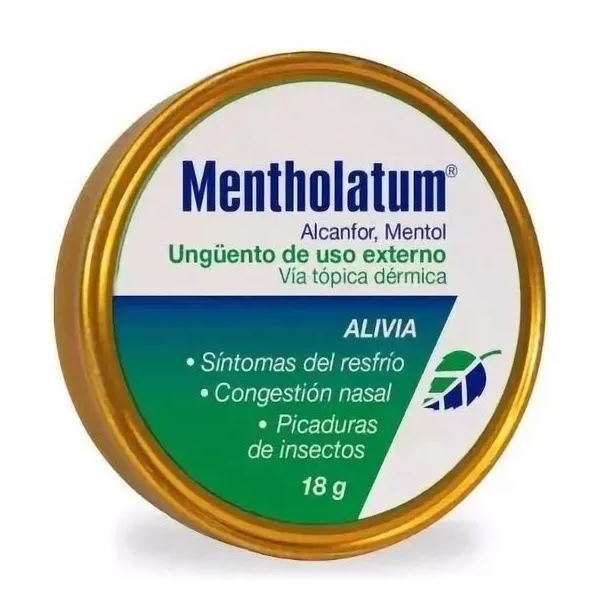 Mentholatum®
Alcanfor, Mentol
Ungüento de uso externo
Vía tópica dérmica
ALIVIA
• Síntomas del resfrío
• Congestión nasal
• Picaduras
de insectos
18 g